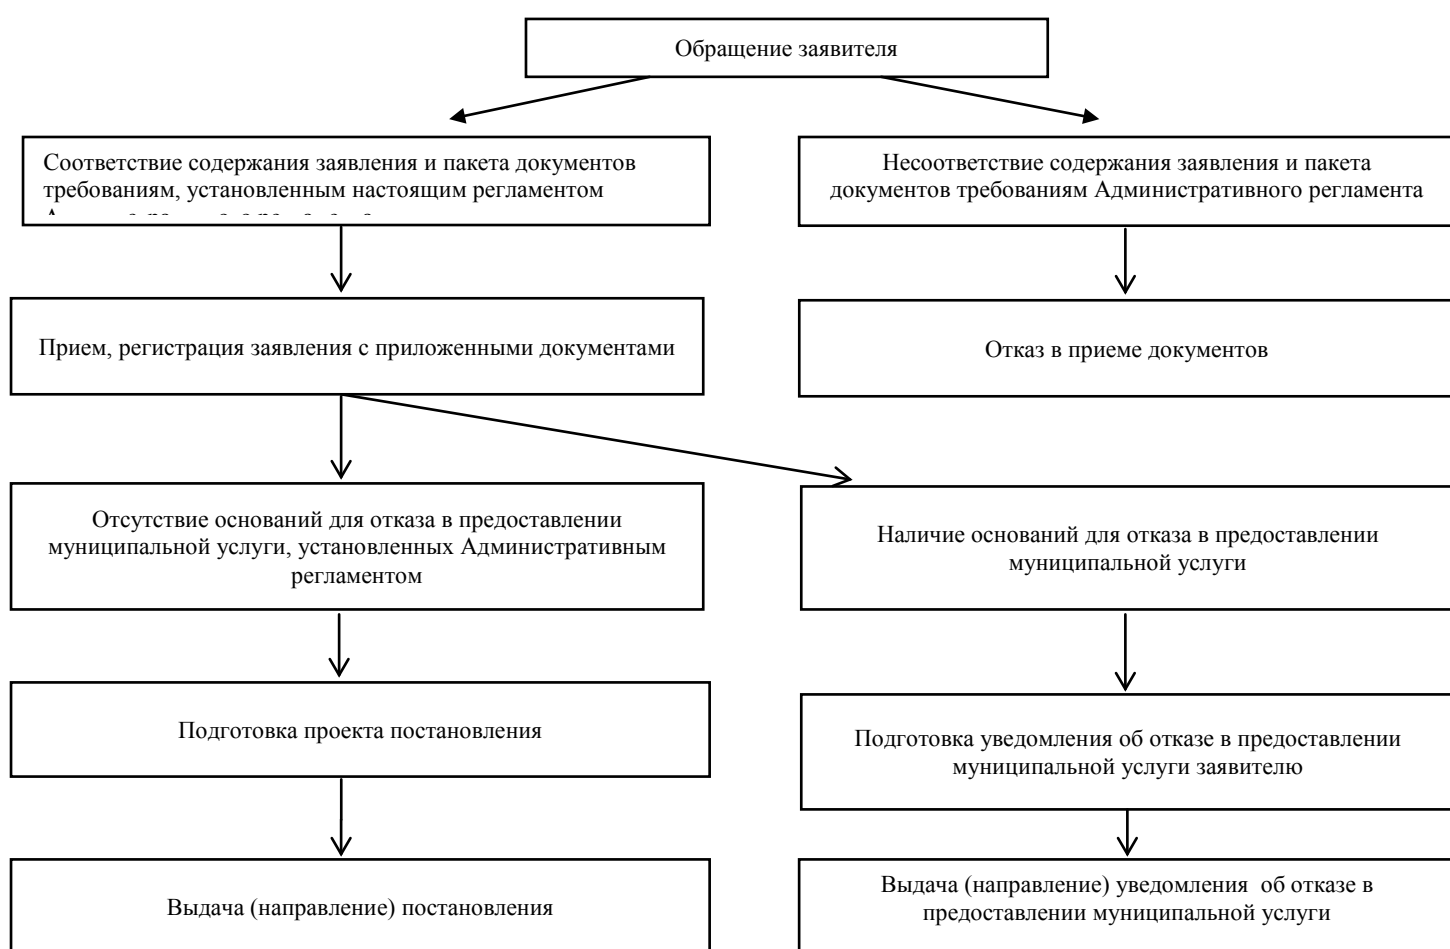 Обращение заявителя
Соответствие содержания заявления и пакета документов
требованиям, установленным настоящим регламентом
Несоответствие содержания заявления и пакета
документов требованиям Административного регламента
Прием, регистрация заявления с приложенными документами
Отказ в приеме документов
Отсутствие оснований для отказа в предоставлении
муниципальной услуги, установленных Административным
регламентом
Наличие оснований для отказа в предоставлении
муниципальной услуги
Подготовка проекта постановления
Подготовка уведомления об отказе в предоставлении
муниципальной услуги заявителю
Выдача (направление) постановления
Выдача (направление) уведомления  об отказе в
предоставлении муниципальной услуги